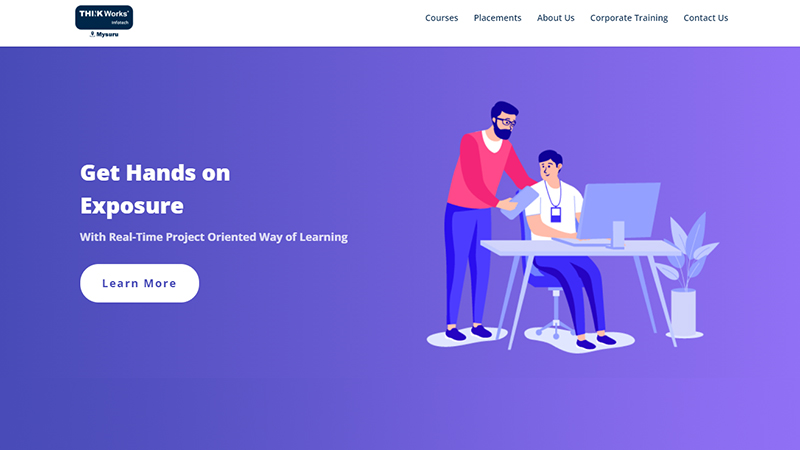 THINK Works
Infotech
Mysuru
Courses Placements About Us Corporate Training Contact Us
Get Hands on
Exposure
With Real-Time Project Oriented Way of Learning
Learn More